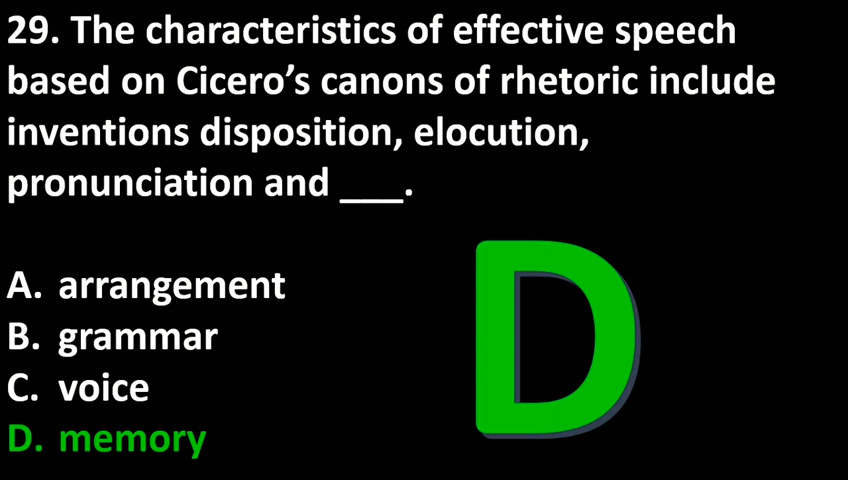 29. The characteristics of effective speech
based on Cicero’s canons of rhetoric include
inventions disposition, elocution,
pronunciation and ___.
A. arrangement
B. grammar
C. voice
D. memory
D